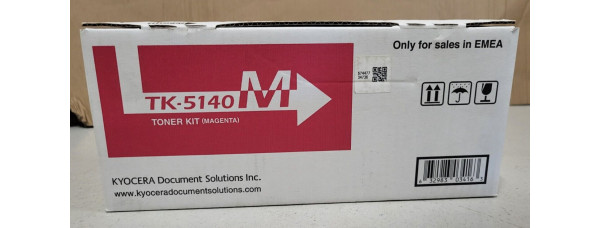 Only for sales in EMEA
TK-5140 M
TONER KIT (MAGENTA)
KYOCERA Document Solutions Inc.
www.kyoceradocumentsolutions.com